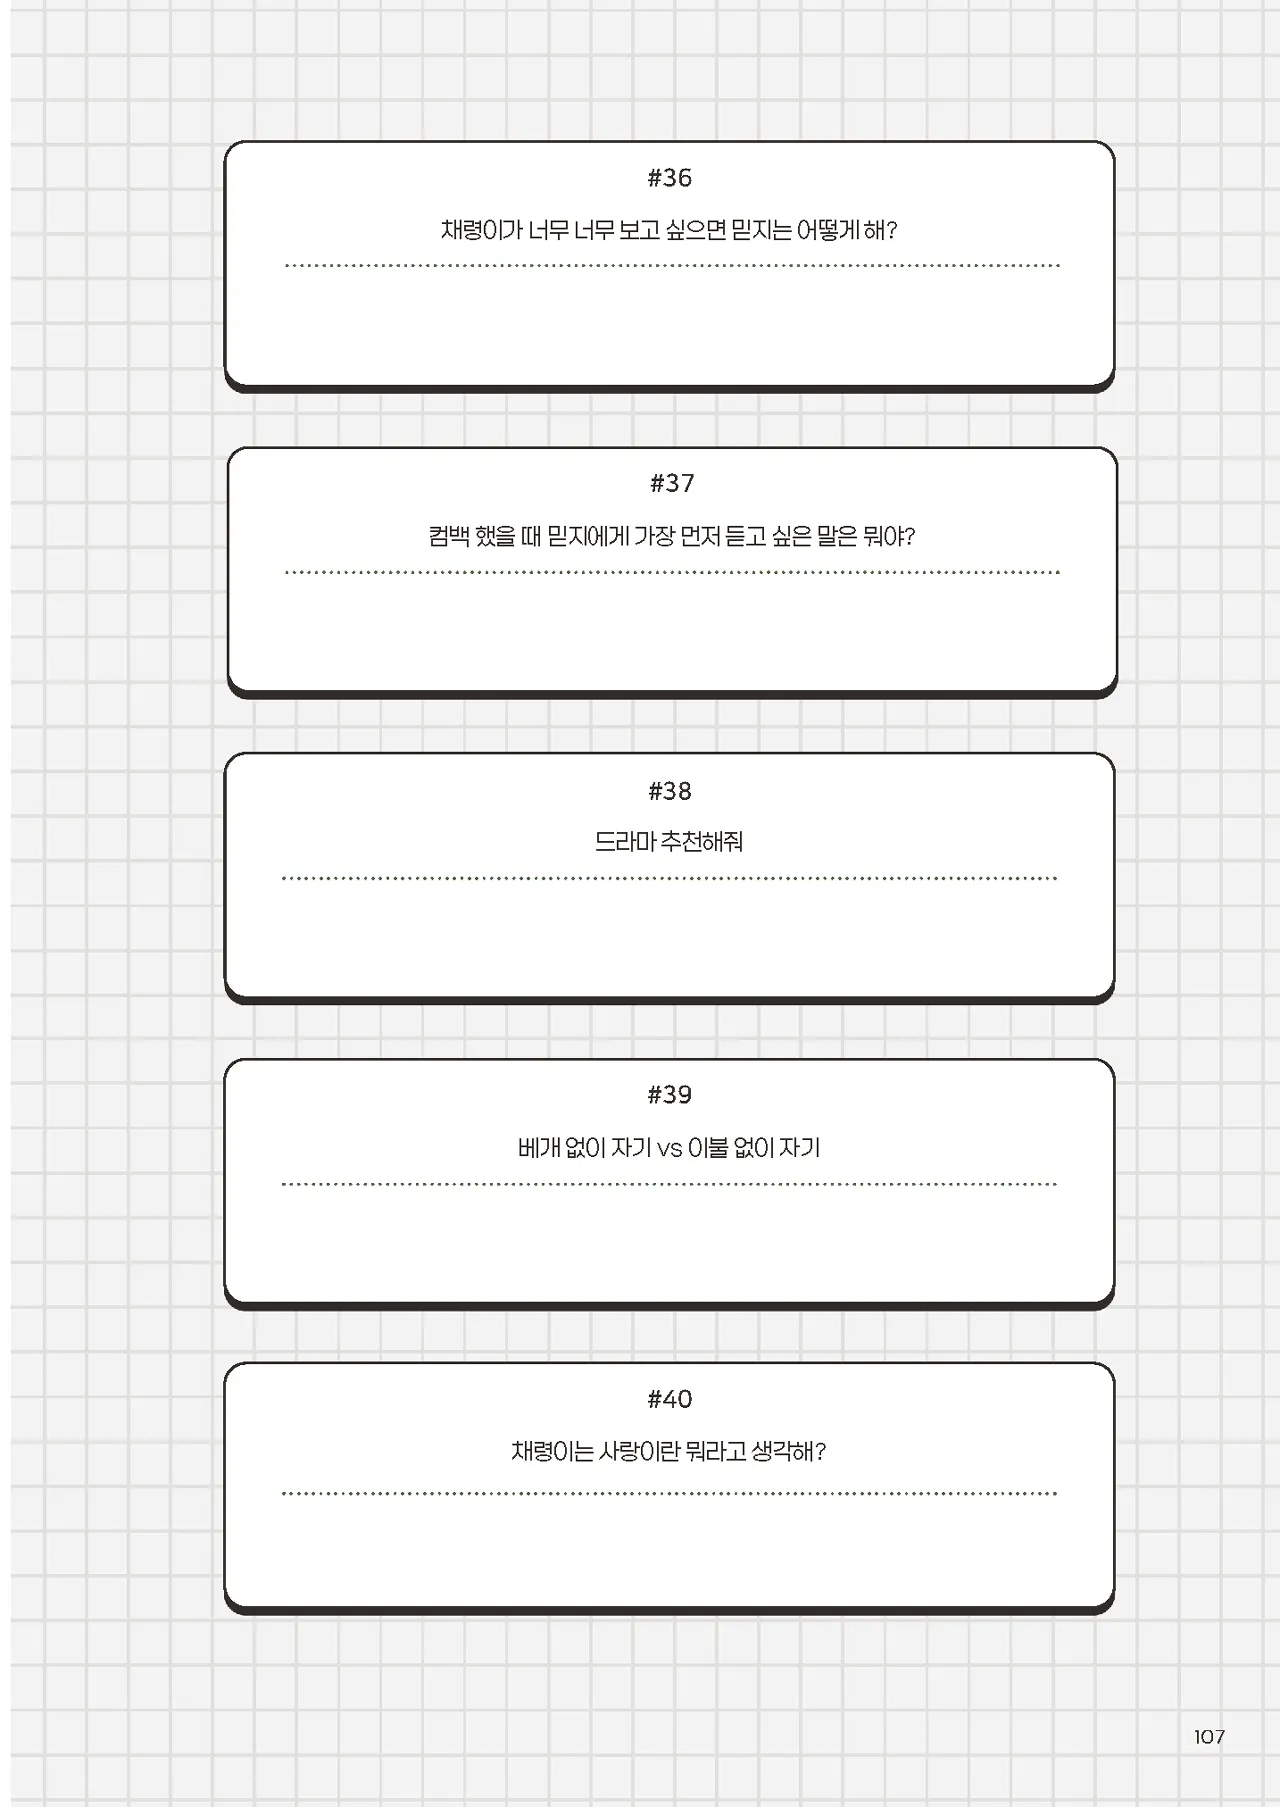 #36
채령이가 너무 너무 보고 싶으면 믿지는 어떻게 해?
#37
컴백 했을 때 믿지에게 가장 먼저 듣고 싶은 말은 뭐야?
#38
드라마 추천해줘
#39
베개 없이 자기 vs 이불 없이 자기
#40
채령이는 사랑이란 뭐라고 생각해?
107